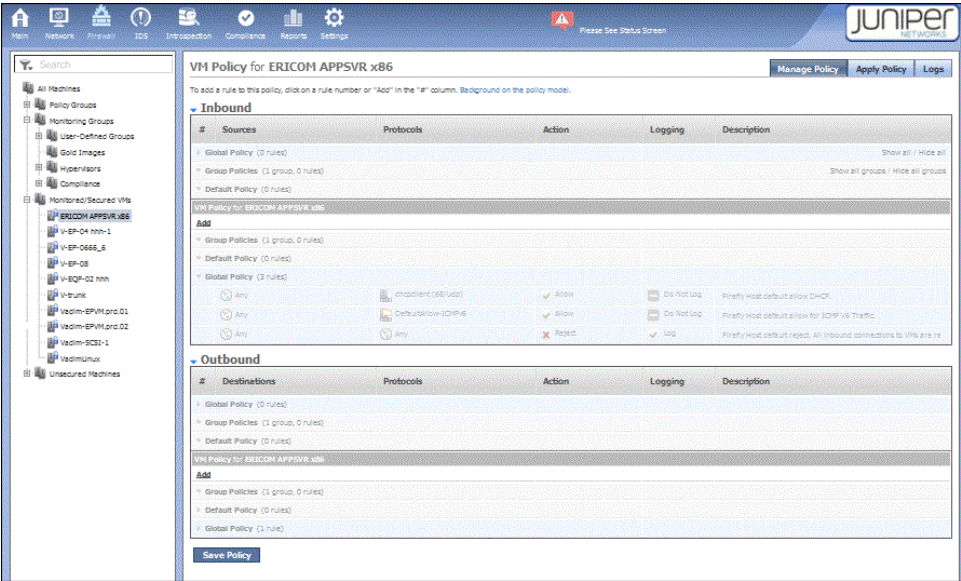 Main Network Firewall IDS Introspection Compliance Reports Settings
Please See Status Screen
JUNIPER
NETWORKS
Search
All Machines
Policy Groups
Monitoring Groups
User-Defined Groups
Gold Images
Hypervisors
Compliance
Monitored/Secured VMs
ERICOM APPSVR x86
V-EP-04 hhh-1
V-EP-0666_6
V-EP-08
V-EQP-02 hhh
V-trunk
Vadim-EPVM.prd.01
Vadim-EPVM.prd.02
Vadim-SCSI-1
VadimLinux
Unsecured Machines
VM Policy for ERICOM APPSVR x86
Manage Policy Apply Policy Logs
To add a rule to this policy, click on a rule number or "Add" in the "#" column. Background on the policy model.
Inbound
# Sources Protocols Action Logging Description
Global Policy (0 rules) Show all / Hide all
Group Policies (1 group, 0 rules) Show all groups / Hide all groups
Default Policy (0 rules)
VM Policy for ERICOM APPSVR x86
Add
Group Policies (1 group, 0 rules)
Default Policy (0 rules)
Global Policy (3 rules)
Any dhcpclient (68/udp) Allow Do Not Log Firefly Host default allow DHCP.
Any DefaultAllow-ICMPv6 Allow Do Not Log Firefly Host default allow for ICMP V6 Traffic.
Any Any Reject Log Firefly Host default reject. All inbound connections to VMs are re
Outbound
# Destinations Protocols Action Logging Description
Global Policy (0 rules)
Group Policies (1 group, 0 rules)
Default Policy (0 rules)
VM Policy for ERICOM APPSVR x86
Add
Group Policies (1 group, 0 rules)
Default Policy (0 rules)
Global Policy (1 rule)
Save Policy